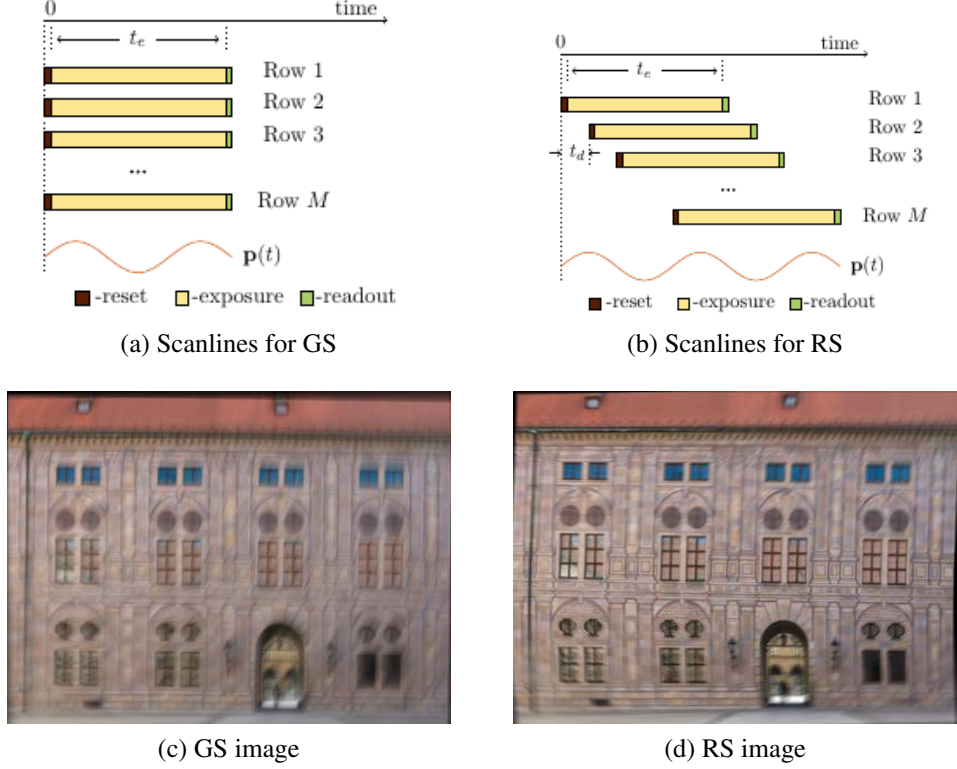 0 time
t_e
Row 1
Row 2
Row 3
...
Row M
p(t)
-reset -exposure -readout
(a) Scanlines for GS
0 time
t_e
Row 1
Row 2
t_d
Row 3
...
Row M
p(t)
-reset -exposure -readout
(b) Scanlines for RS
(c) GS image
(d) RS image